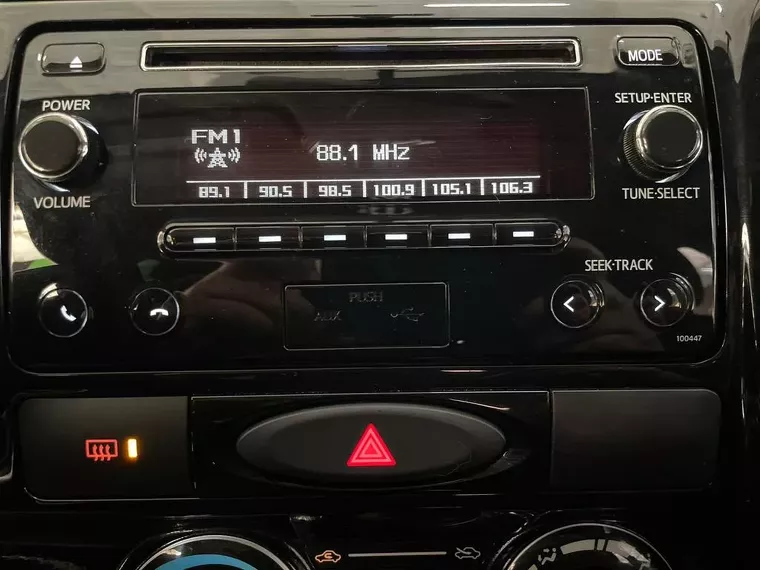 MODE
POWER
SETUP·ENTER
FM1
88.1 MHz
89.1 90.5 98.5 100.9 105.1 106.3
VOLUME
TUNE·SELECT
SEEK·TRACK
PUSH
AUX
100447